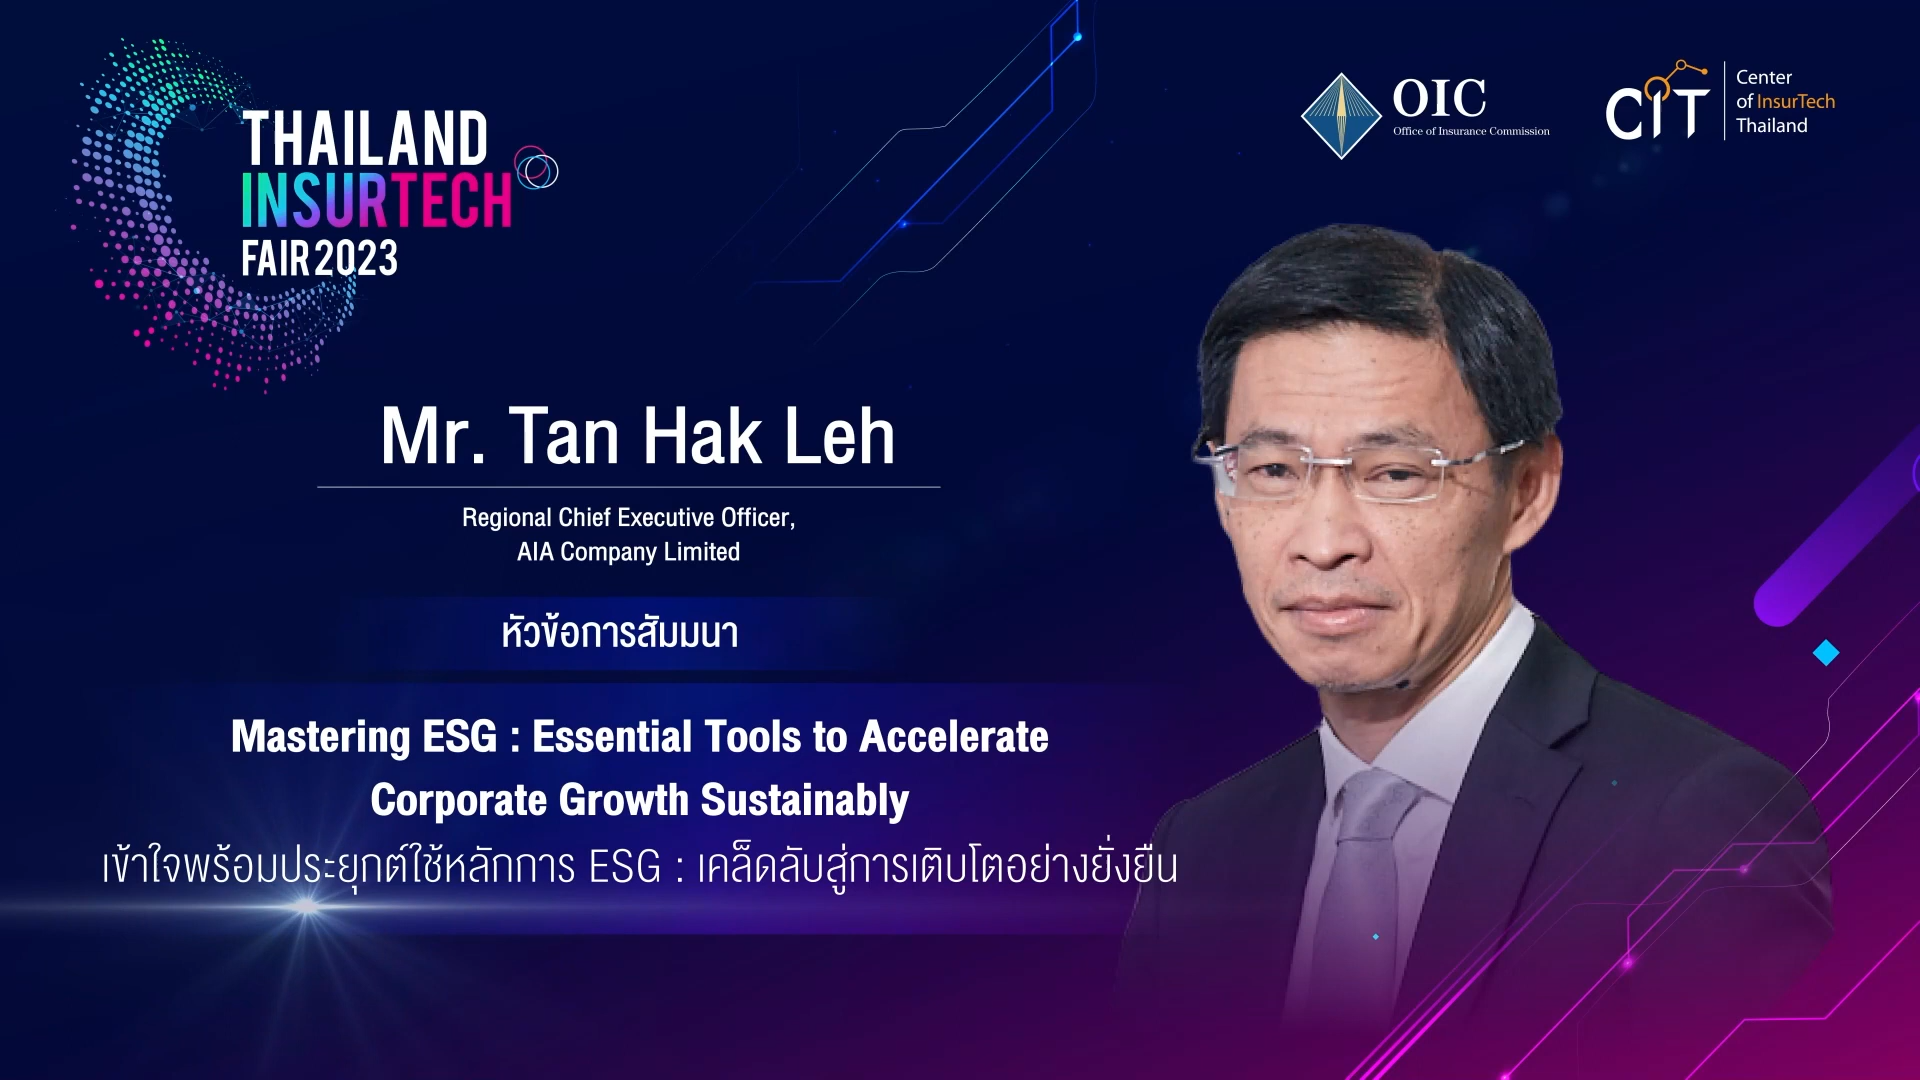 THAILAND
INSURTECH
FAIR 2023
OIC
Office of Insurance Commission
CIT
Center
of InsurTech
Thailand
Mr. Tan Hak Leh
Regional Chief Executive Officer,
AIA Company Limited
หัวข้อการสัมมนา
Mastering ESG : Essential Tools to Accelerate
Corporate Growth Sustainably
เข้าใจพร้อมประยุกต์ใช้หลักการ ESG : เคล็ดลับสู่การเติบโตอย่างยั่งยืน